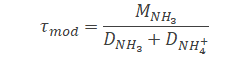 τ_mod = M_NH₃ / (D_NH₃ + D_NH₄⁺)